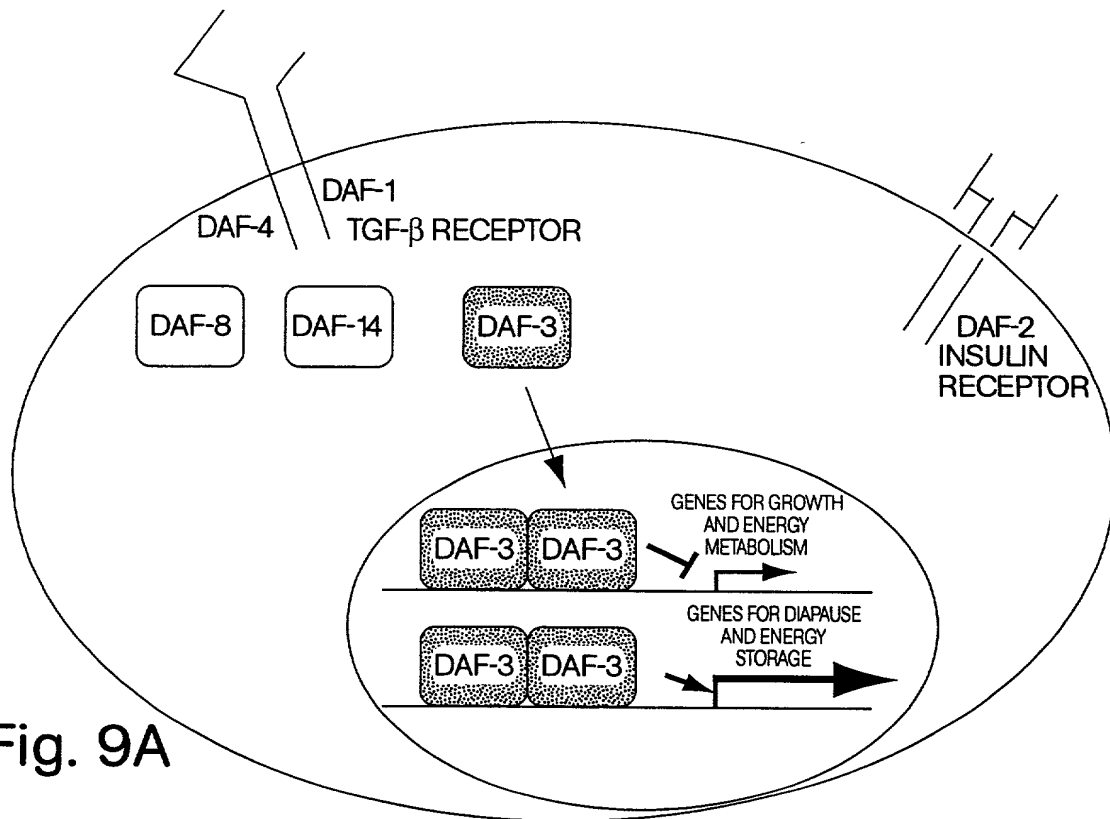 DAF-1
DAF-4
TGF-β RECEPTOR
DAF-8
DAF-14
DAF-3
DAF-2
INSULIN
RECEPTOR
GENES FOR GROWTH
AND ENERGY
METABOLISM
DAF-3 DAF-3
GENES FOR DIAPAUSE
AND ENERGY
STORAGE
DAF-3 DAF-3
Fig. 9A